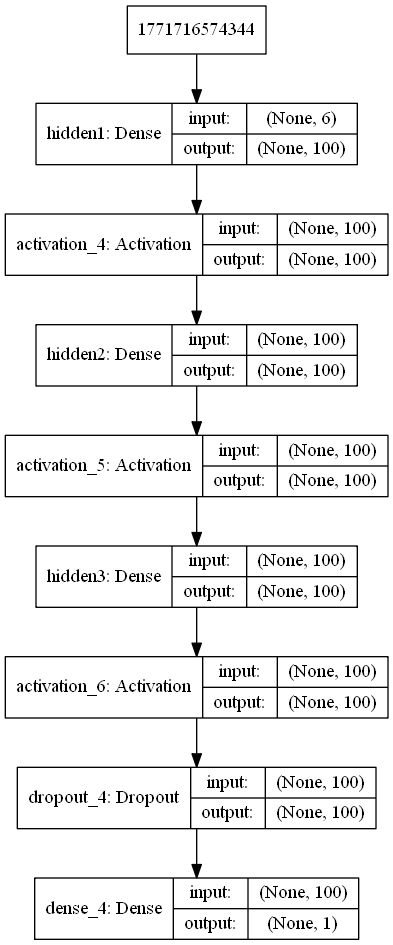 1771716574344
hidden1: Dense
input: (None, 6)
output: (None, 100)
activation_4: Activation
input: (None, 100)
output: (None, 100)
hidden2: Dense
input: (None, 100)
output: (None, 100)
activation_5: Activation
input: (None, 100)
output: (None, 100)
hidden3: Dense
input: (None, 100)
output: (None, 100)
activation_6: Activation
input: (None, 100)
output: (None, 100)
dropout_4: Dropout
input: (None, 100)
output: (None, 100)
dense_4: Dense
input: (None, 100)
output: (None, 1)